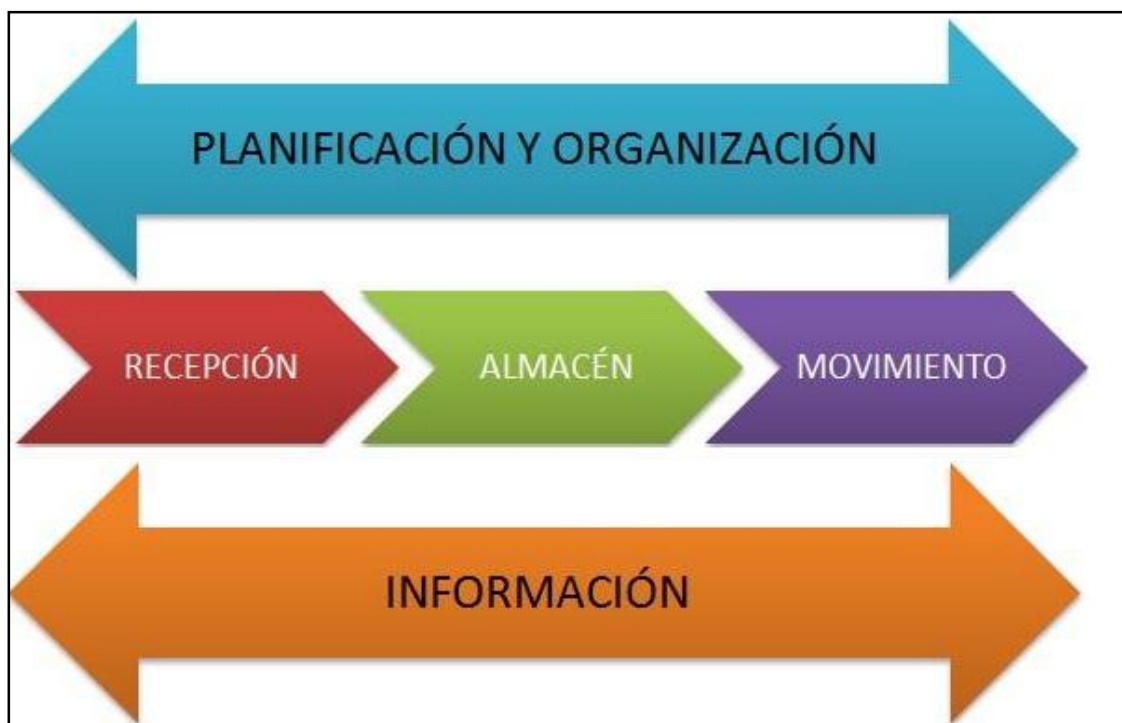 PLANIFICACIÓN Y ORGANIZACIÓN
RECEPCIÓN
ALMACÉN
MOVIMIENTO
INFORMACIÓN